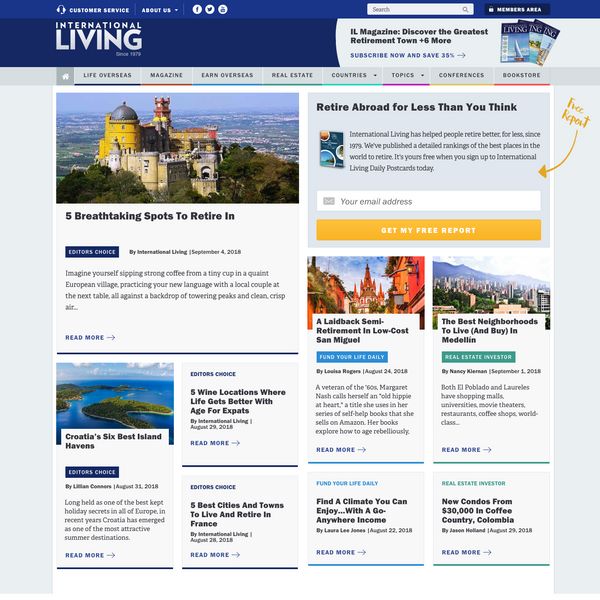 CUSTOMER SERVICE
ABOUT US
Search
MEMBERS AREA
INTERNATIONAL
LIVING
Since 1979
IL Magazine: Discover the Greatest
Retirement Town +6 More
SUBSCRIBE NOW AND SAVE 35%
LIFE OVERSEAS
MAGAZINE
EARN OVERSEAS
REAL ESTATE
COUNTRIES
TOPICS
CONFERENCES
BOOKSTORE
5 Breathtaking Spots To Retire In
EDITORS CHOICE
By International Living | September 4, 2018
Imagine yourself sipping strong coffee from a tiny cup in a quaint
European village, practicing your new language with a local couple at
the next table, all against a backdrop of towering peaks and clean, crisp
air...
READ MORE
Retire Abroad for Less Than You Think
International Living has helped people retire better, for less, since
1979. We've published a detailed rankings of the best places in the
world to retire. It's yours free when you sign up to International
Living Daily Postcards today.
Free
Report
Your email address
GET MY FREE REPORT
A Laidback Semi-
Retirement In Low-Cost
San Miguel
FUND YOUR LIFE DAILY
By Louisa Rogers | August 24, 2018
A veteran of the '60s, Margaret
Nash calls herself an "old hippie
at heart," a title she uses in her
series of self-help books that she
sells on Amazon. Her books
explore how to age rebelliously,
READ MORE
The Best Neighborhoods
To Live (And Buy) In
Medellín
REAL ESTATE INVESTOR
By Nancy Kiernan | September 1, 2018
Both El Poblado and Laureles
have shopping malls,
universities, movie theaters,
restaurants, coffee shops, world-
class...
READ MORE
Croatia's Six Best Island
Havens
EDITORS CHOICE
By Lillian Connors | August 31, 2018
Long held as one of the best kept
holiday secrets in all of Europe, in
recent years Croatia has emerged
as one of the most attractive
summer destinations.
READ MORE
EDITORS CHOICE
5 Wine Locations Where
Life Gets Better With
Age For Expats
By International Living |
August 29, 2018
READ MORE
EDITORS CHOICE
5 Best Cities And Towns
To Live And Retire In
France
By International Living |
August 28, 2018
READ MORE
FUND YOUR LIFE DAILY
Find A Climate You Can
Enjoy...With A Go-
Anywhere Income
By Laura Lee Jones | August 22, 2018
READ MORE
REAL ESTATE INVESTOR
New Condos From
$30,000 In Coffee
Country, Colombia
By Jason Holland | August 29, 2018
READ MORE